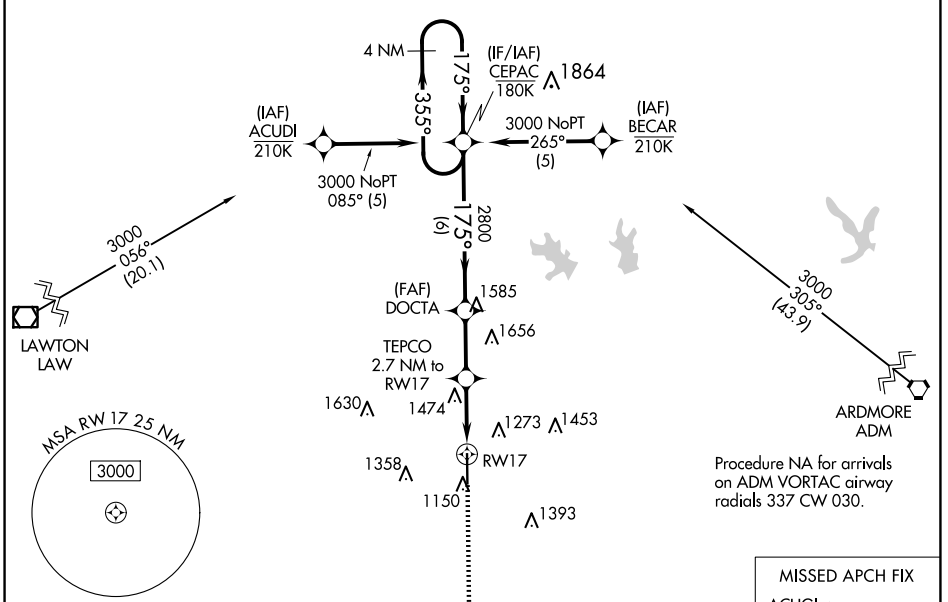 4 NM
175°
355°
(IF/IAF)
CEPAC
180K
1864
(IAF)
ACUDI
210K
3000 NoPT
085° (5)
3000 NoPT
265°
(5)
(IAF)
BECAR
210K
2800
175°
(6)
3000
056°
(20.1)
LAWTON
LAW
3000
305°
(43.9)
ARDMORE
ADM
(FAF)
DOCTA
1585
1656
TEPCO
2.7 NM to
RW17
1474
1630
1273
1453
RW17
1358
1150
1393
MSA RW 17 25 NM
3000
Procedure NA for arrivals
on ADM VORTAC airway
radials 337 CW 030.
MISSED APCH FIX